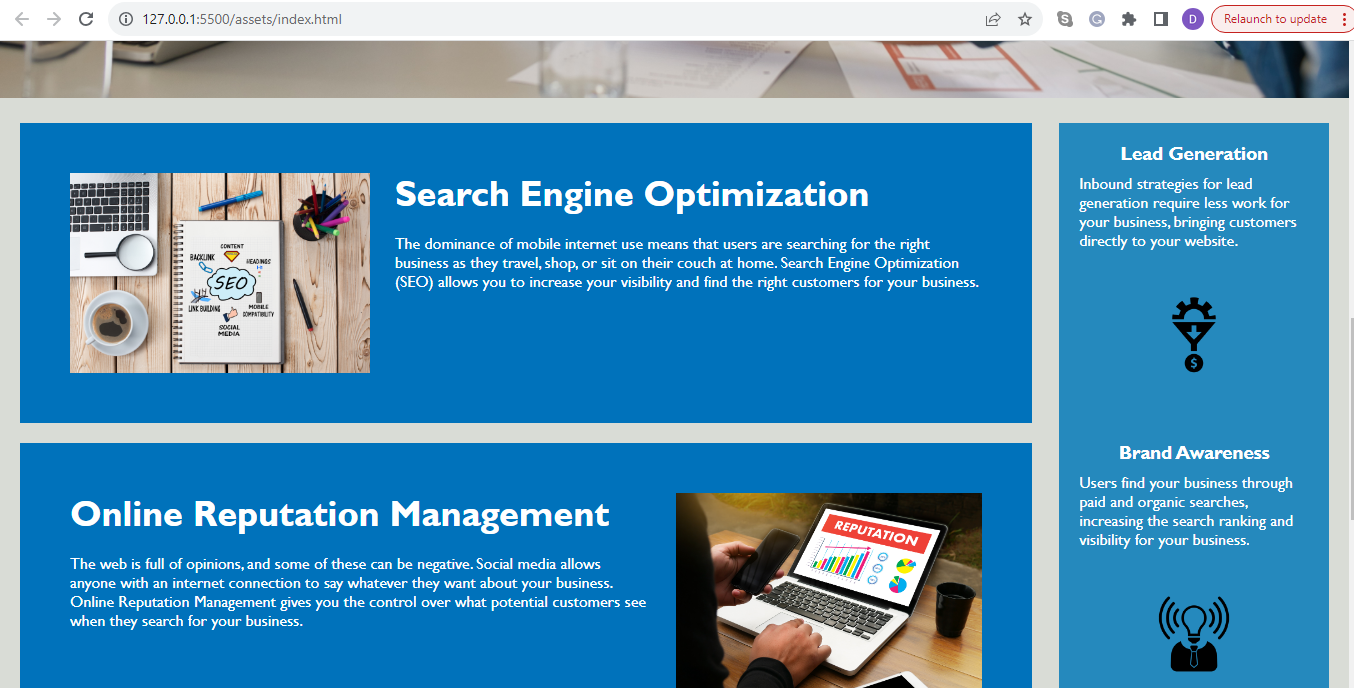 127.0.0.1:5500/assets/index.html
D
Relaunch to update
Search Engine Optimization
The dominance of mobile internet use means that users are searching for the right
business as they travel, shop, or sit on their couch at home. Search Engine Optimization
(SEO) allows you to increase your visibility and find the right customers for your business.
CONTENT
BACKLINK
HEADINGS
SEO
LINK BUILDING
MOBILE
COMPATIBILITY
SOCIAL
MEDIA
Online Reputation Management
The web is full of opinions, and some of these can be negative. Social media allows
anyone with an internet connection to say whatever they want about your business.
Online Reputation Management gives you the control over what potential customers see
when they search for your business.
REPUTATION
Lead Generation
Inbound strategies for lead
generation require less work for
your business, bringing customers
directly to your website.
$
Brand Awareness
Users find your business through
paid and organic searches,
increasing the search ranking and
visibility for your business.